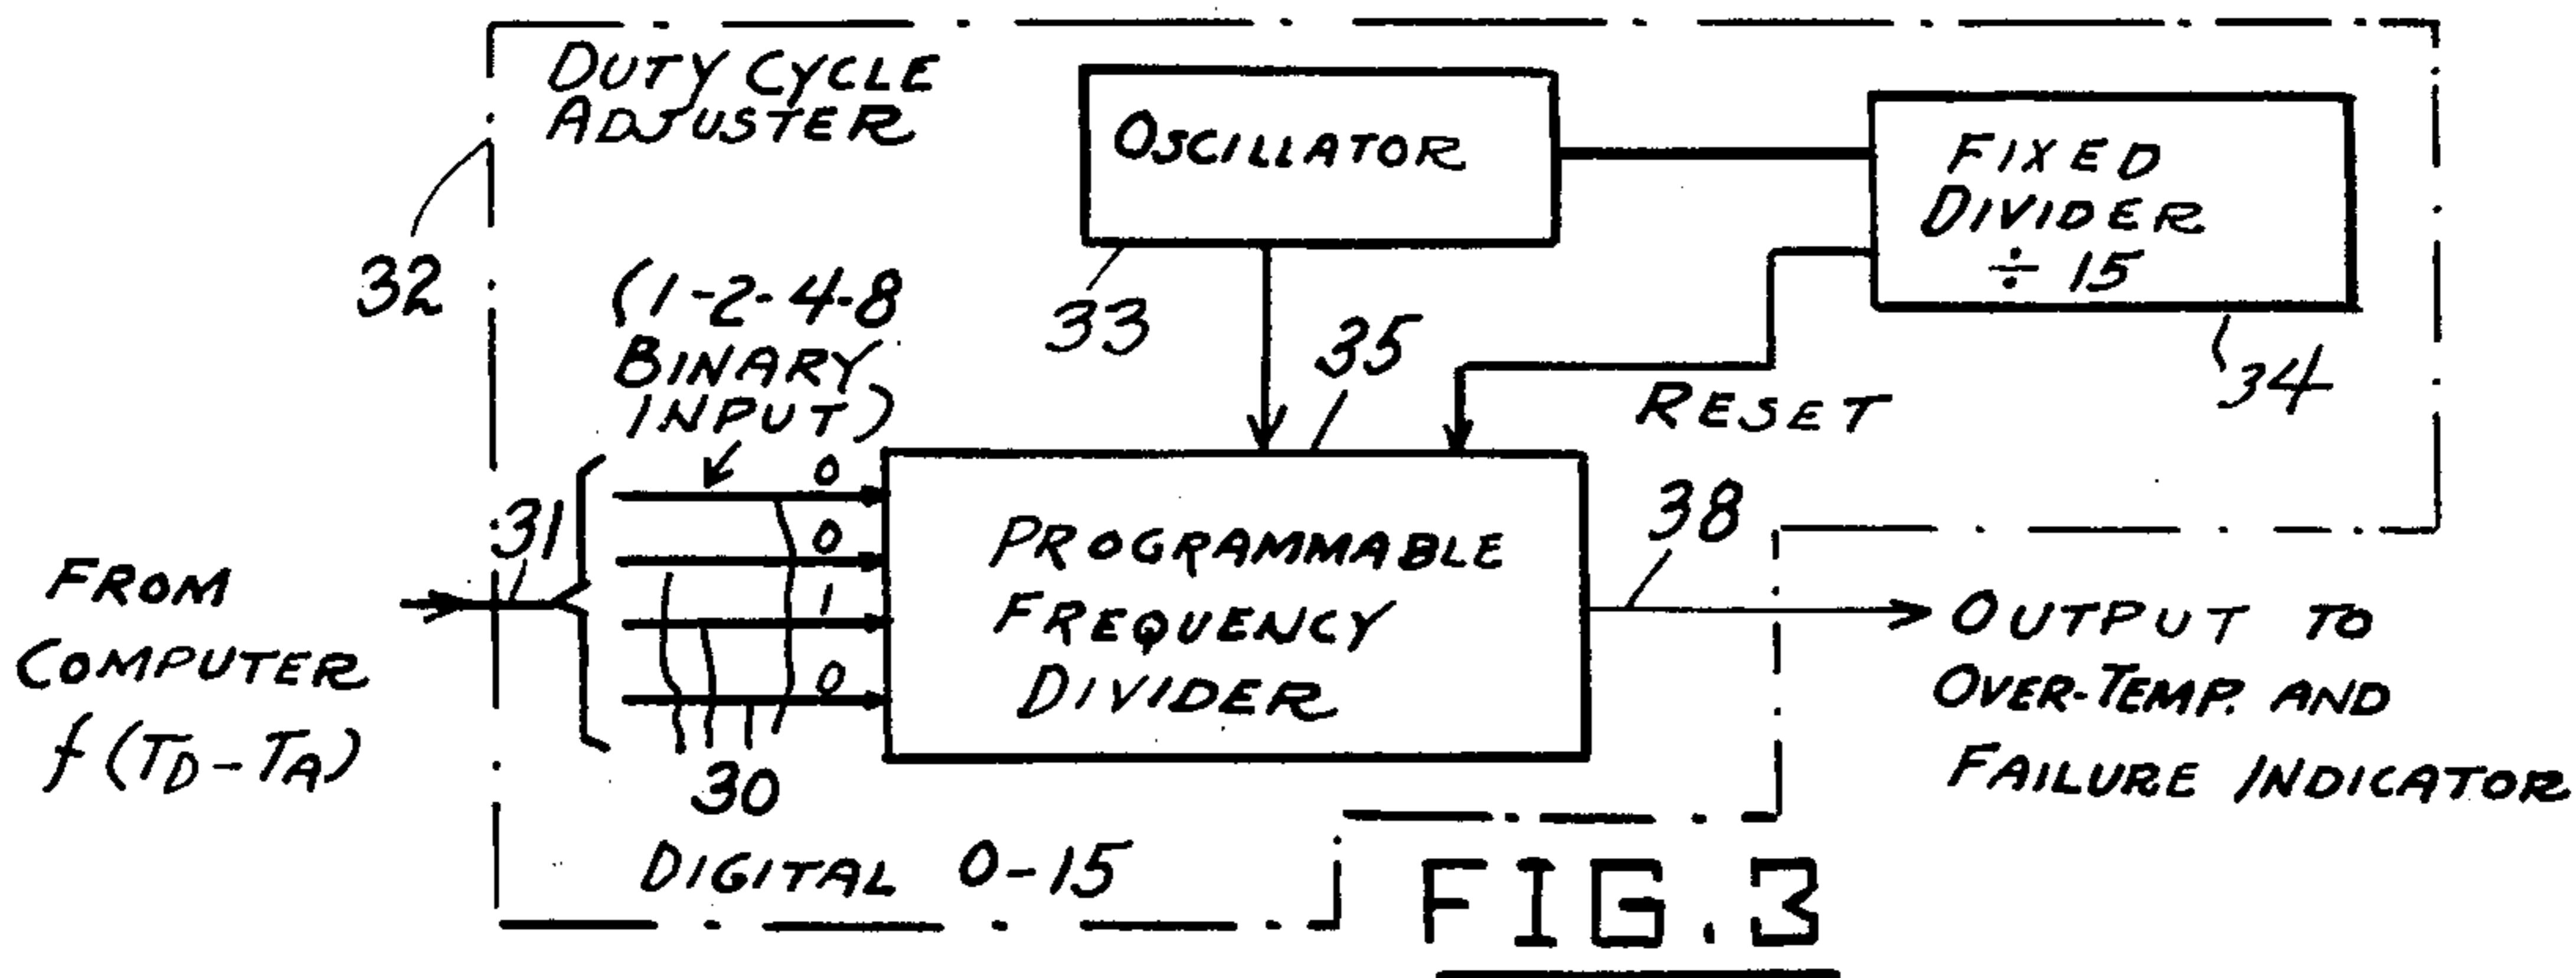 DUTY CYCLE
ADJUSTER
OSCILLATOR
FIXED
DIVIDER
÷ 15
32
33
34
(1-2-4-8
BINARY
INPUT)
35
RESET
31
0
0
1
0
30
PROGRAMMABLE
FREQUENCY
DIVIDER
38
FROM
COMPUTER
f (TD - TA)
OUTPUT TO
OVER-TEMP. AND
FAILURE INDICATOR
DIGITAL 0-15
FIG. 3